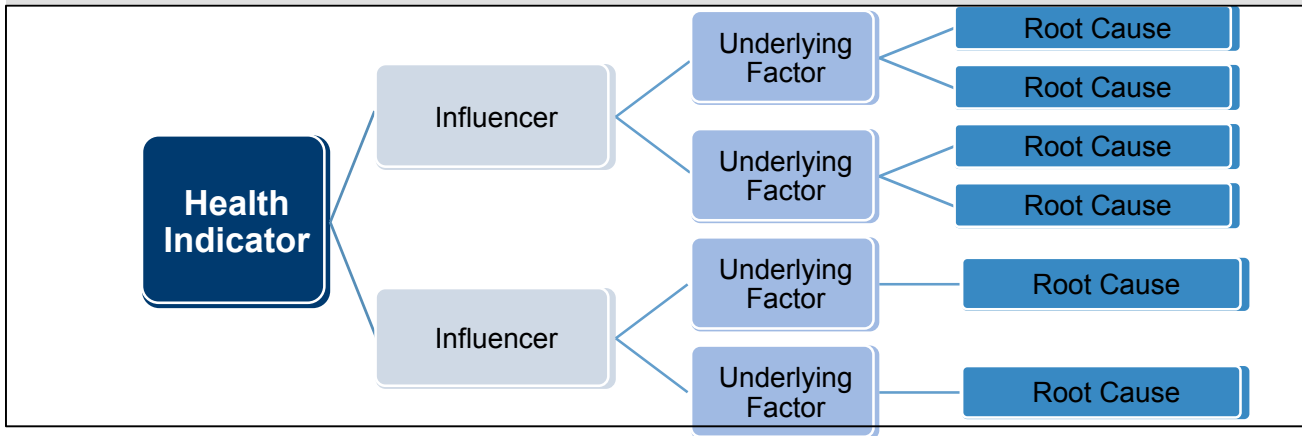 Health
Indicator
Influencer
Influencer
Underlying
Factor
Underlying
Factor
Underlying
Factor
Underlying
Factor
Root Cause
Root Cause
Root Cause
Root Cause
Root Cause
Root Cause